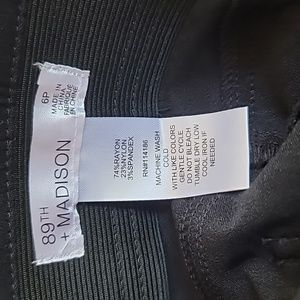 89TH
+ MADISON
6P
MADE IN
CHINA
FABRIQUÉ
EN CHINE
74%RAYON
23%NYLON
3%SPANDEX
RN#114186
MACHINE WASH
COLD
WITH LIKE COLORS
GENTLE CYCLE
DO NOT BLEACH
TUMBLE DRY LOW
COOL IRON IF
NEEDED